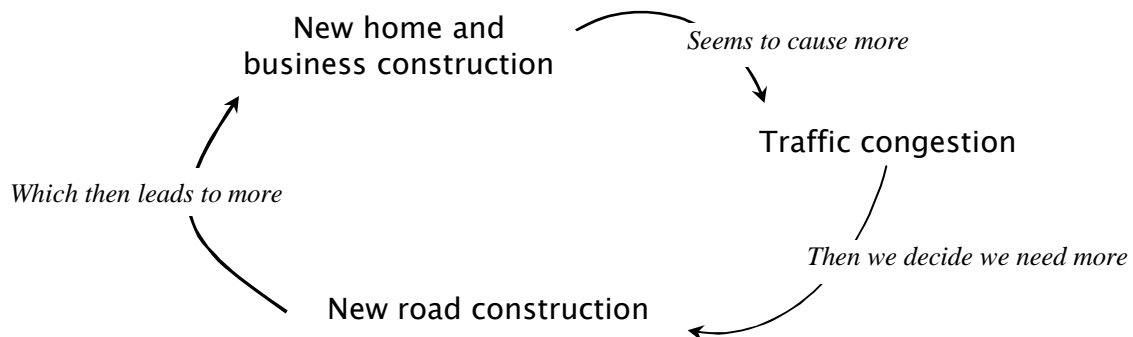 New home and
business construction
Seems to cause more
Traffic congestion
Then we decide we need more
New road construction
Which then leads to more